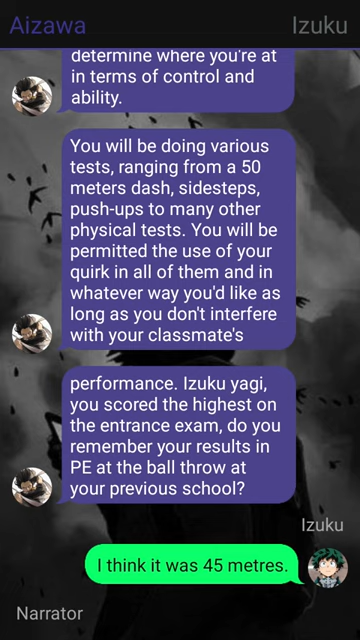 Aizawa Izuku
determine where you're at
in terms of control and
ability.
You will be doing various
tests, ranging from a 50
meters dash, sidesteps,
push-ups to many other
physical tests. You will be
permitted the use of your
quirk in all of them and in
whatever way you'd like as
long as you don't interfere
with your classmate's
performance. Izuku yagi,
you scored the highest on
the entrance exam, do you
remember your results in
PE at the ball throw at
your previous school?
Izuku
I think it was 45 metres.
Narrator